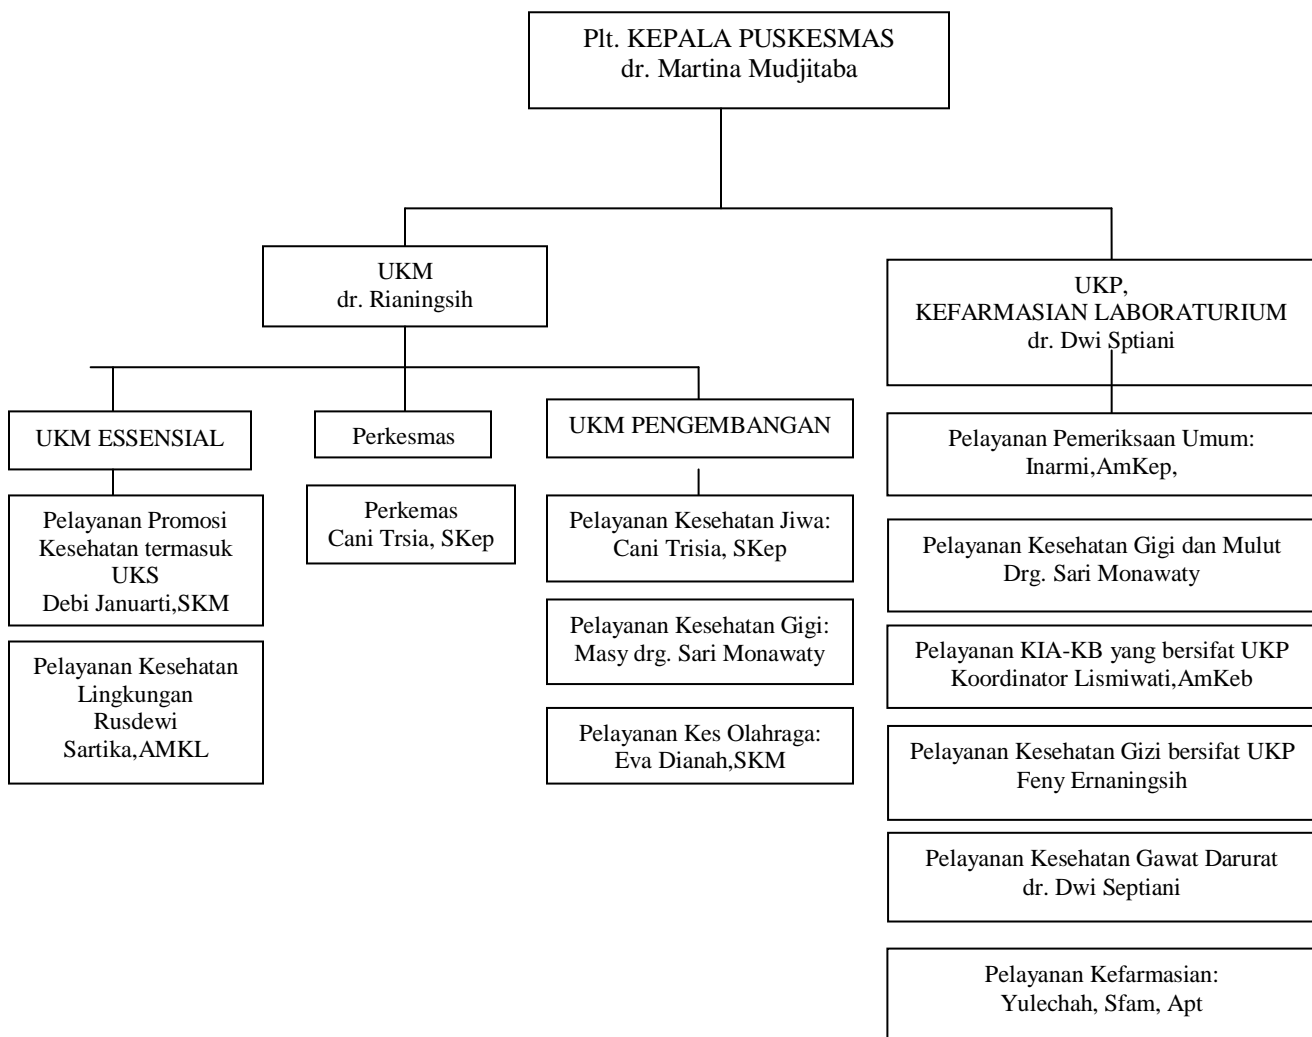 Plt. KEPALA PUSKESMAS
dr. Martina Mudjitaba
UKM
dr. Rianingsih
UKP,
KEFARMASIAN LABORATURIUM
dr. Dwi Sptiani
UKM ESSENSIAL
Perkesmas
UKM PENGEMBANGAN
Pelayanan Promosi
Kesehatan termasuk
UKS
Debi Januarti,SKM
Pelayanan Kesehatan
Lingkungan
Rusdewi
Sartika,AMKL
Perkemas
Cani Trsia, SKep
Pelayanan Kesehatan Jiwa:
Cani Trisia, SKep
Pelayanan Kesehatan Gigi:
Masy drg. Sari Monawaty
Pelayanan Kes Olahraga:
Eva Dianah,SKM
Pelayanan Pemeriksaan Umum:
Inarmi,AmKep,
Pelayanan Kesehatan Gigi dan Mulut
Drg. Sari Monawaty
Pelayanan KIA-KB yang bersifat UKP
Koordinator Lismiwati,AmKeb
Pelayanan Kesehatan Gizi bersifat UKP
Feny Ernaningsih
Pelayanan Kesehatan Gawat Darurat
dr. Dwi Septiani
Pelayanan Kefarmasian:
Yulechah, Sfam, Apt